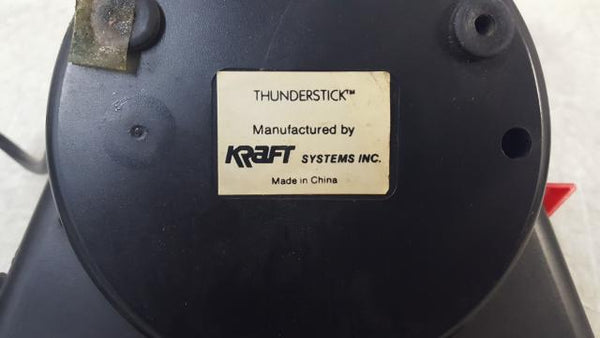 THUNDERSTICK™
Manufactured by
KRAFT SYSTEMS INC.
Made in China